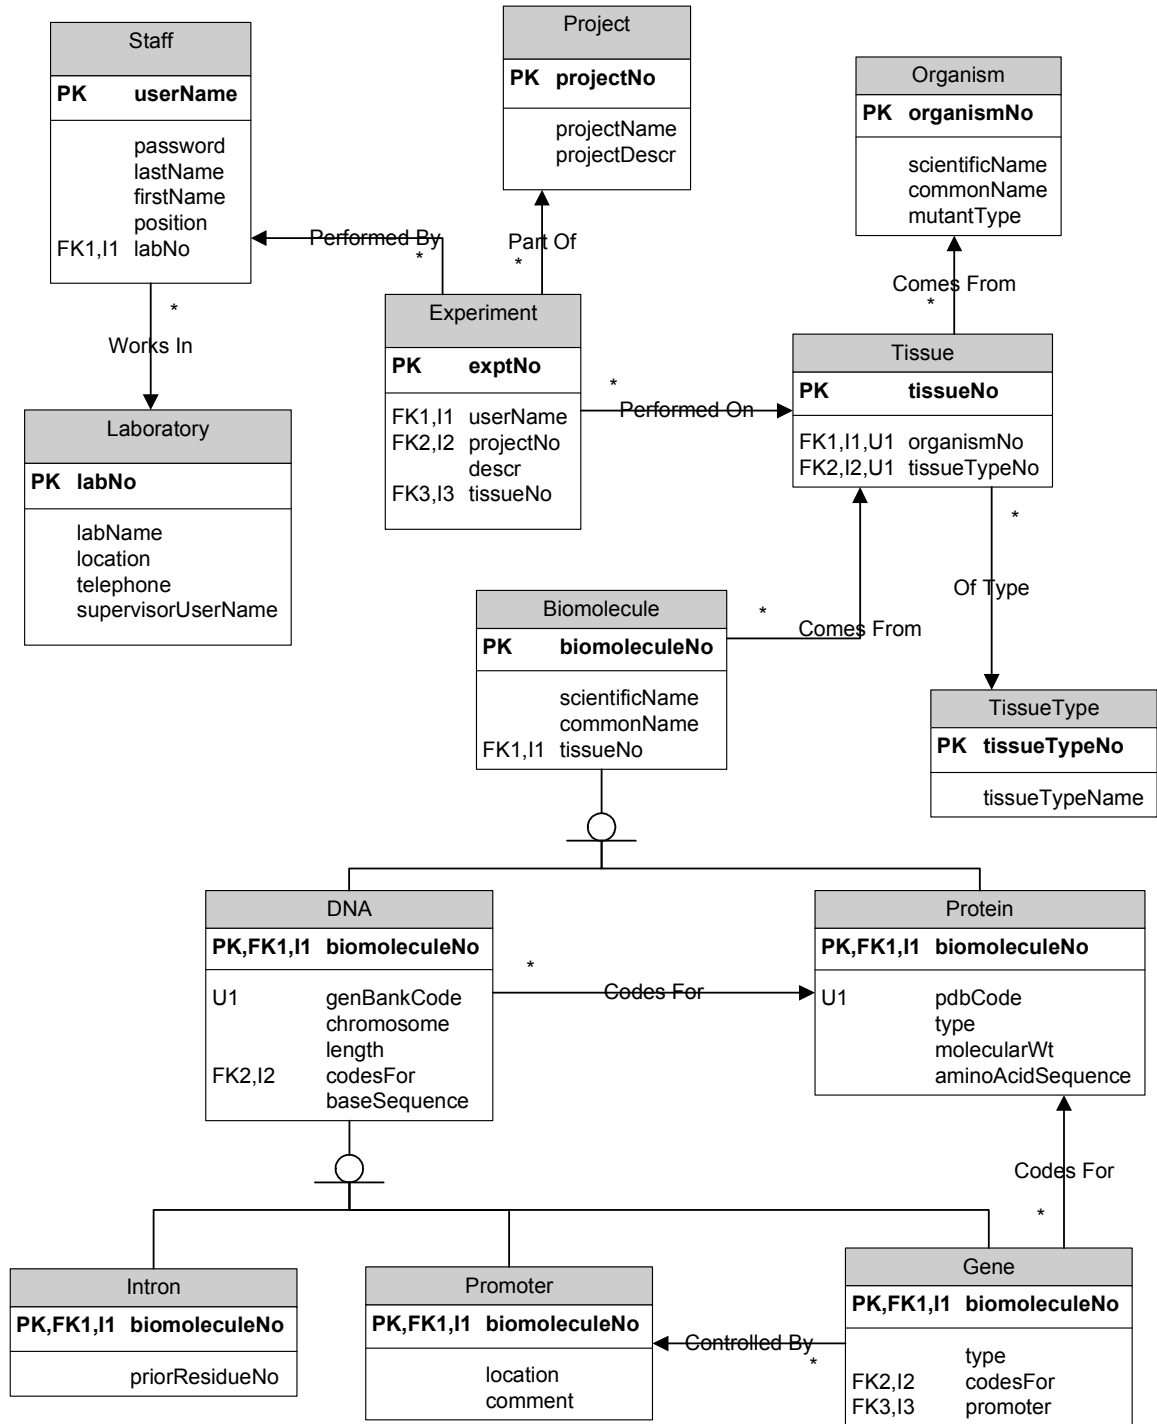 Staff
PK userName
password
lastName
firstName
position
FK1,I1 labNo
Project
PK projectNo
projectName
projectDescr
Organism
PK organismNo
scientificName
commonName
mutantType
Performed By
*
Part Of
*
Comes From
*
*
Works In
Experiment
PK exptNo
FK1,I1 userName
FK2,I2 projectNo
descr
FK3,I3 tissueNo
*
Performed On
Tissue
PK tissueNo
FK1,I1,U1 organismNo
FK2,I2,U1 tissueTypeNo
Laboratory
PK labNo
labName
location
telephone
supervisorUserName
*
Of Type
Biomolecule
PK biomoleculeNo
scientificName
commonName
FK1,I1 tissueNo
*
Comes From
TissueType
PK tissueTypeNo
tissueTypeName
DNA
PK,FK1,I1 biomoleculeNo
U1 genBankCode
chromosome
length
FK2,I2 codesFor
baseSequence
*
Codes For
Protein
PK,FK1,I1 biomoleculeNo
U1 pdbCode
type
molecularWt
aminoAcidSequence
Codes For
*
Intron
PK,FK1,I1 biomoleculeNo
priorResidueNo
Promoter
PK,FK1,I1 biomoleculeNo
location
comment
Controlled By
*
Gene
PK,FK1,I1 biomoleculeNo
type
FK2,I2 codesFor
FK3,I3 promoter